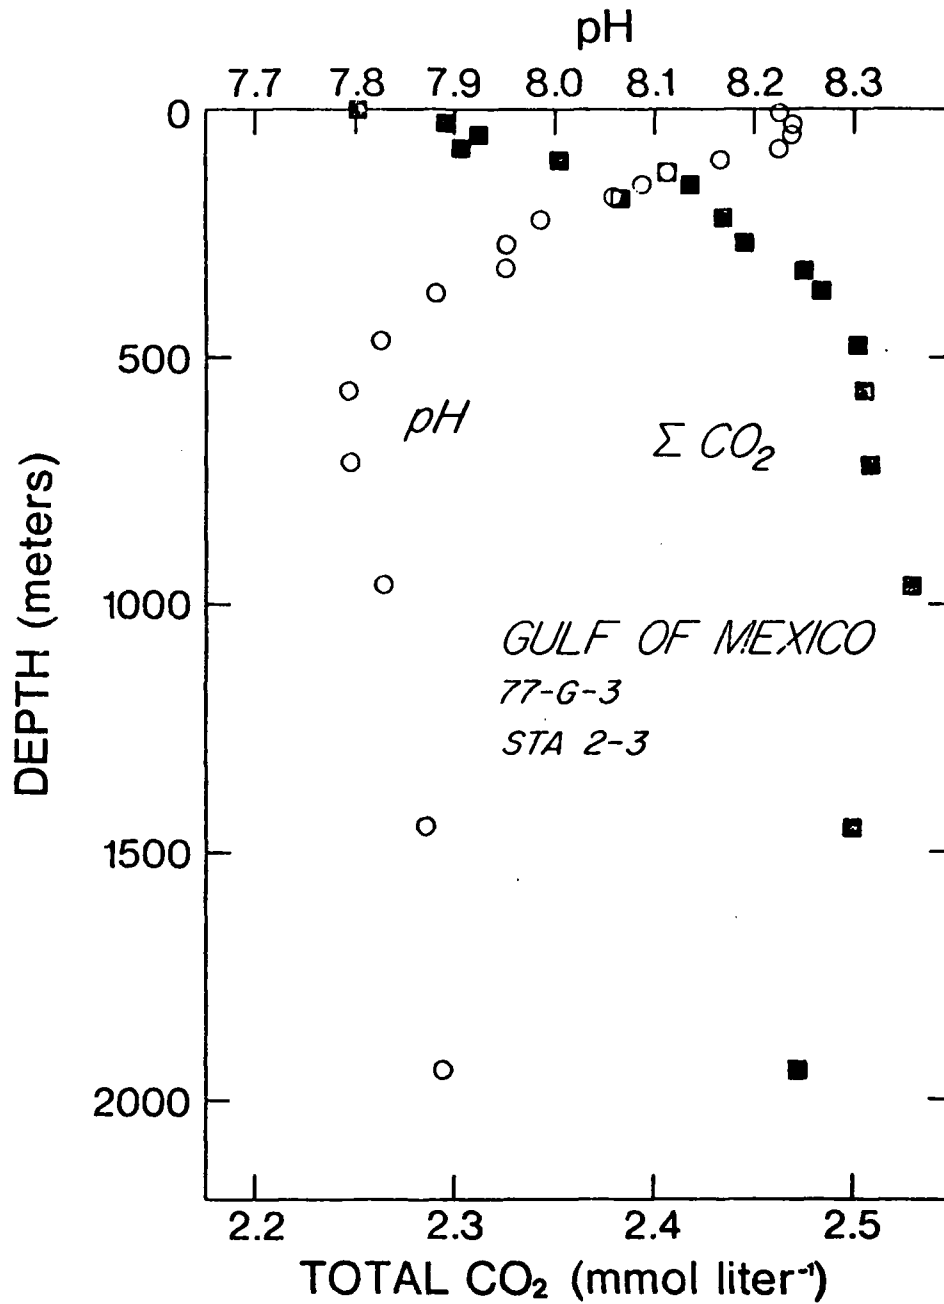 pH
7.7 7.8 7.9 8.0 8.1 8.2 8.3
0
500
1000
1500
2000
DEPTH (meters)
pH
Σ CO₂
GULF OF MEXICO
77-G-3
STA 2-3
2.2 2.3 2.4 2.5
TOTAL CO₂ (mmol liter⁻¹)